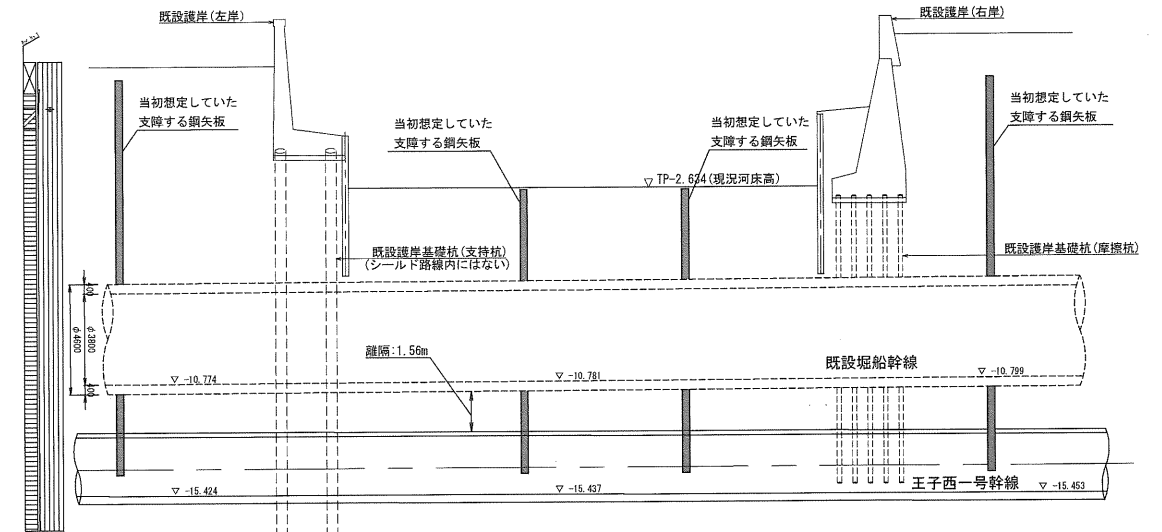 既設護岸(左岸)
既設護岸(右岸)
当初想定していた
支障する鋼矢板
当初想定していた
支障する鋼矢板
当初想定していた
支障する鋼矢板
当初想定していた
支障する鋼矢板
▽ TP-2.634(現況河床高)
既設護岸基礎杭(支持杭)
(シールド路線内にはない)
既設護岸基礎杭(摩擦杭)
400
φ3800
φ4600
400
離隔:1.56m
既設堀船幹線
▽ -10.774
▽ -10.781
▽ -10.799
王子西一号幹線
▽ -15.424
▽ -15.437
▽ -15.453